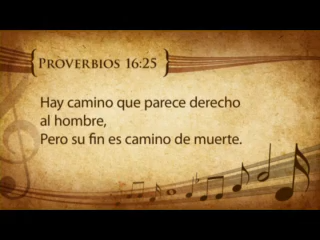 {Proverbios 16:25}
Hay camino que parece derecho
al hombre,
Pero su fin es camino de muerte.